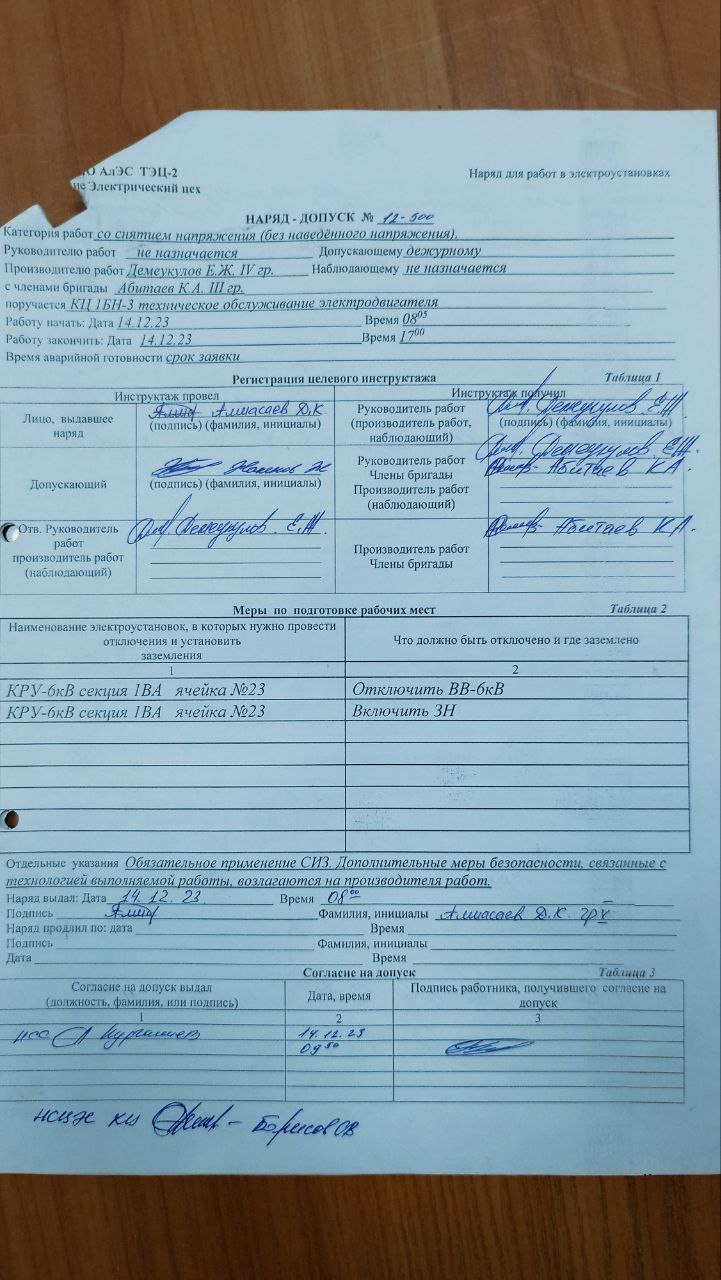 АлЭС ТЭЦ-2
Наряд для работ в электроустановках
Электрический цех
НАРЯД - ДОПУСК № 12-500
Категория работ со снятием напряжения (без наведённого напряжения).
Руководителю работ не назначается Допускающему дежурному
Производителю работ Демеукулов Е.Ж. IV гр. Наблюдающему не назначается
с членами бригады Абитаев К.А. III гр.
поручается КЦ 1БН-3 техническое обслуживание электродвигателя
Работу начать: Дата 14.12.23 Время 08 05
Работу закончить: Дата 14.12.23 Время 17 00
Время аварийной готовности срок заявки
Регистрация целевого инструктажа Таблица 1
Инструктаж провел Инструктаж получил
Лицо, выдавшее наряд
Алмасаев Д.К
(подпись) (фамилия, инициалы)
Руководитель работ
(производитель работ,
наблюдающий)
Демеукулов Е.Ж.
(подпись) (фамилия, инициалы)
Допускающий
(подпись) (фамилия, инициалы)
Руководитель работ
Члены бригады
Производитель работ
(наблюдающий)
Демеукулов Е.Ж.
Абитаев К.А.
Отв. Руководитель
работ
производитель работ
(наблюдающий)
Демеукулов Е.Ж.
Производитель работ
Члены бригады
Абитаев К.А.
Меры по подготовке рабочих мест Таблица 2
Наименование электроустановок, в которых нужно провести
отключения и установить
заземления
Что должно быть отключено и где заземлено
1 2
КРУ-6кВ секция 1ВА ячейка №23 Отключить ВВ-6кВ
КРУ-6кВ секция 1ВА ячейка №23 Включить ЗН
Отдельные указания Обязательное применение СИЗ. Дополнительные меры безопасности, связанные с
технологией выполняемой работы, возлагаются на производителя работ.
Наряд выдал: Дата 14.12.23 Время 08 00
Подпись Фамилия, инициалы Алмасаев Д.К. гр V
Наряд продлил по: дата Время
Подпись Фамилия, инициалы
Дата Время
Согласие на допуск Таблица 3
Согласие на допуск выдал
(должность, фамилия, или подпись)
Дата, время
Подпись работника, получившего согласие на
допуск
1 2 3
НСС 14.12.23
09 50
НСЦЭ КЦ - Борисов ОВ